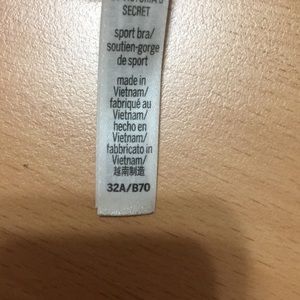 SECRET
sport bra/
soutien-gorge
de sport
made in
Vietnam/
fabriqué au
Vietnam/
hecho en
Vietnam/
fabbricato in
Vietnam/
越南制造
32A/B70